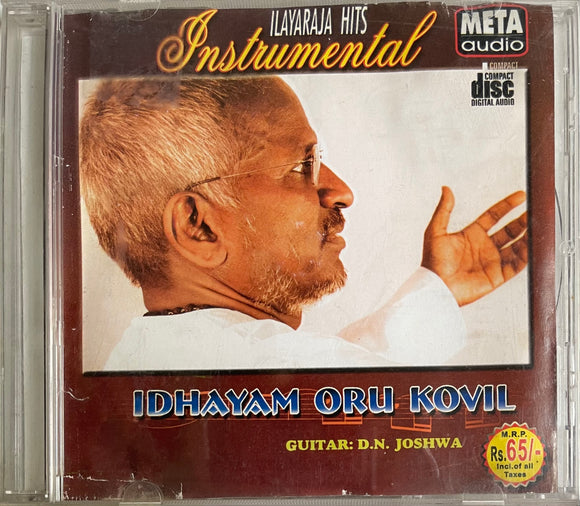 ILAYARAJA HITS
Instrumental
META
audio
COMPACT
COMPACT
disc
DIGITAL AUDIO
IDHAYAM ORU KOVIL
GUITAR: D.N. JOSHWA
M.R.P.
Rs. 65/-
Incl. of all
Taxes